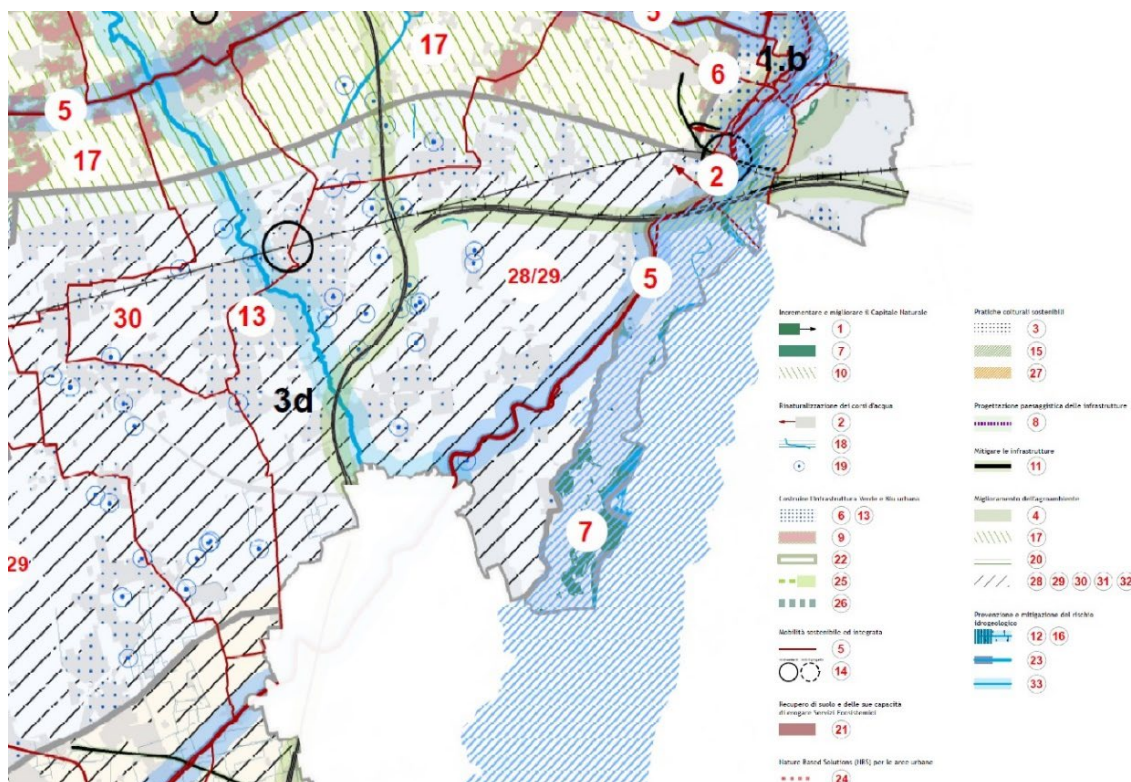 5
17
6
1.b
5
17
2
28/29
5
30
13
3d
7
29
Incrementare e migliorare il Capitale Naturale
1
7
10
Rinaturalizzazione dei corsi d'acqua
2
18
19
Costruire l'Infrastruttura Verde e Blu urbana
6 13
9
22
25
26
Mobilità sostenibile ed integrata
5
14
Recupero di suolo e delle sue capacità
di erogare Servizi Ecosistemici
21
Nature Based Solutions (NBS) per le aree urbane
24
Pratiche colturali sostenibili
3
15
27
Progettazione paesaggistica delle infrastrutture
8
Mitigare le infrastrutture
11
Miglioramento dell'agroambiente
4
17
20
28 29 30 31 32
Prevenzione e mitigazione del rischio
idrogeologico
12 16
23
33